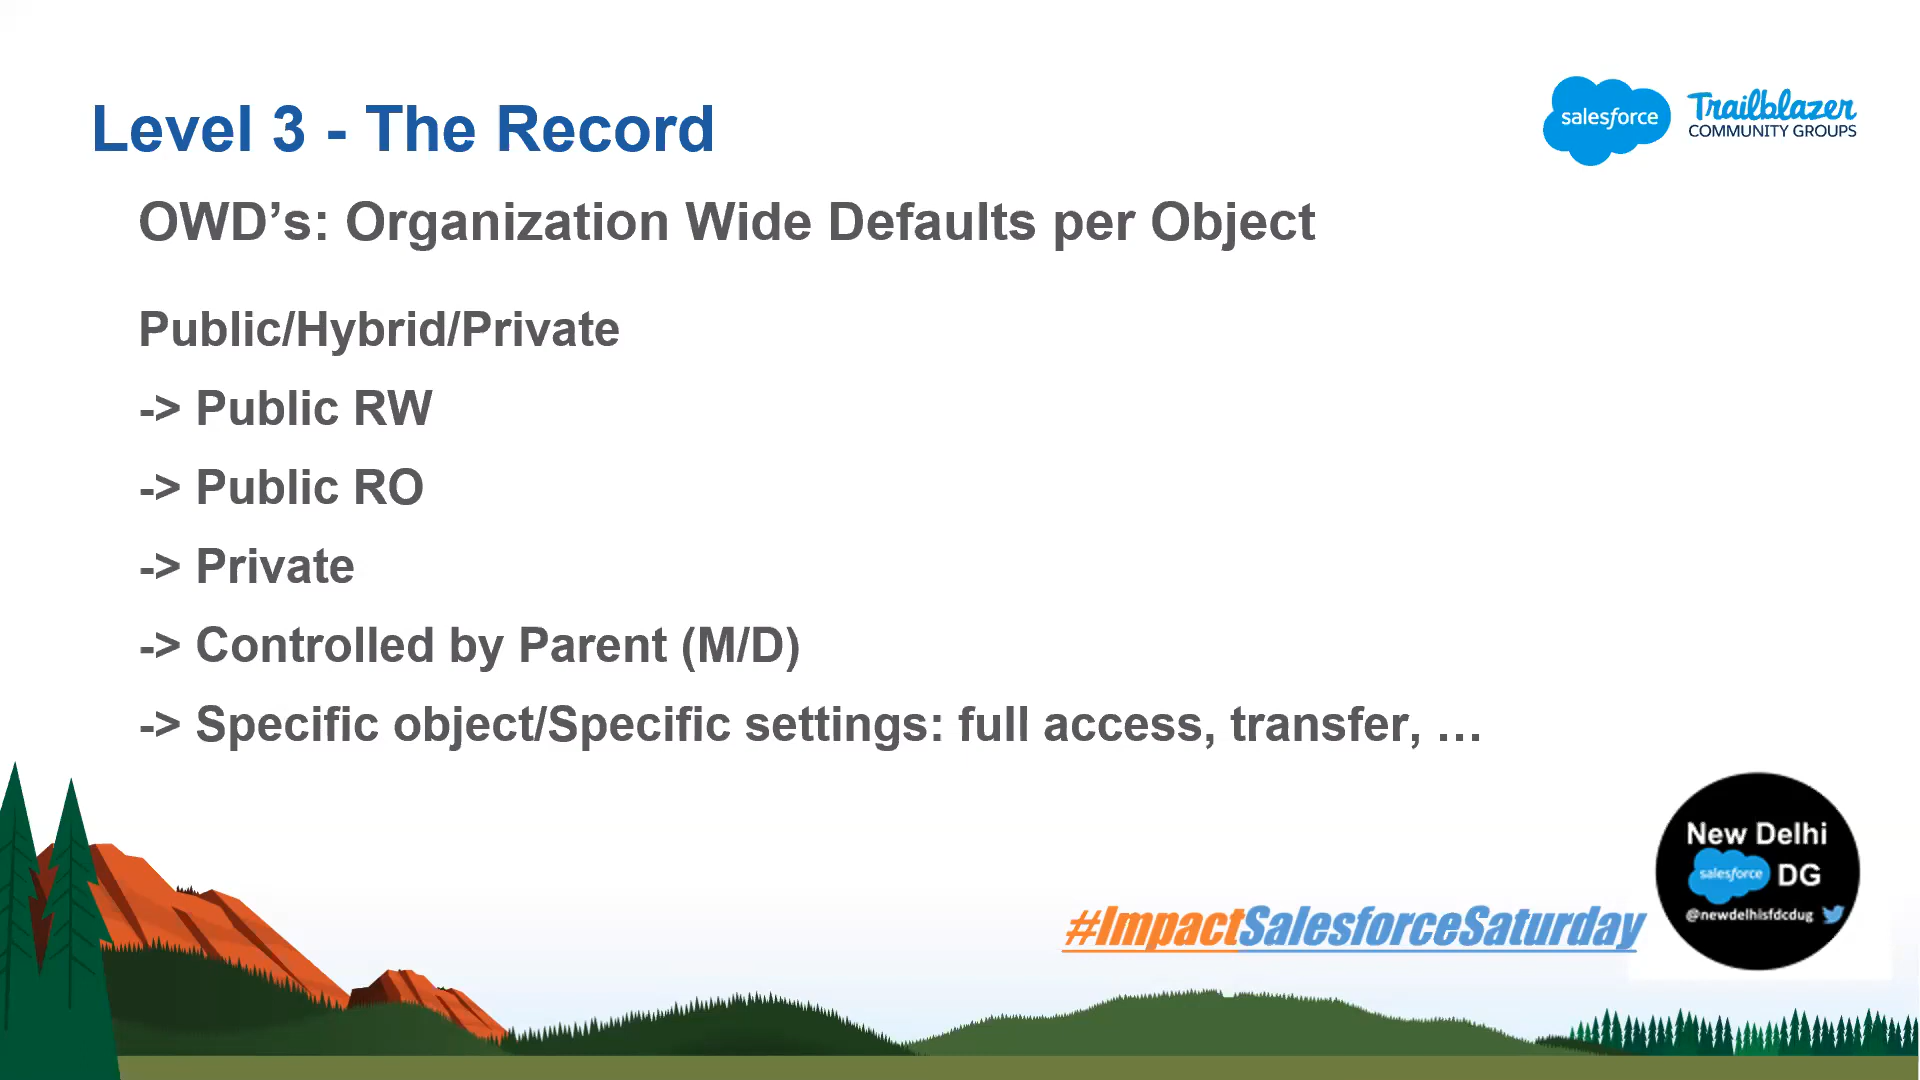 Level 3 - The Record
salesforce
Trailblazer
COMMUNITY GROUPS
OWD’s: Organization Wide Defaults per Object
Public/Hybrid/Private
-> Public RW
-> Public RO
-> Private
-> Controlled by Parent (M/D)
-> Specific object/Specific settings: full access, transfer, …
New Delhi
salesforce DG
@newdelhisfdcdug
#ImpactSalesforceSaturday